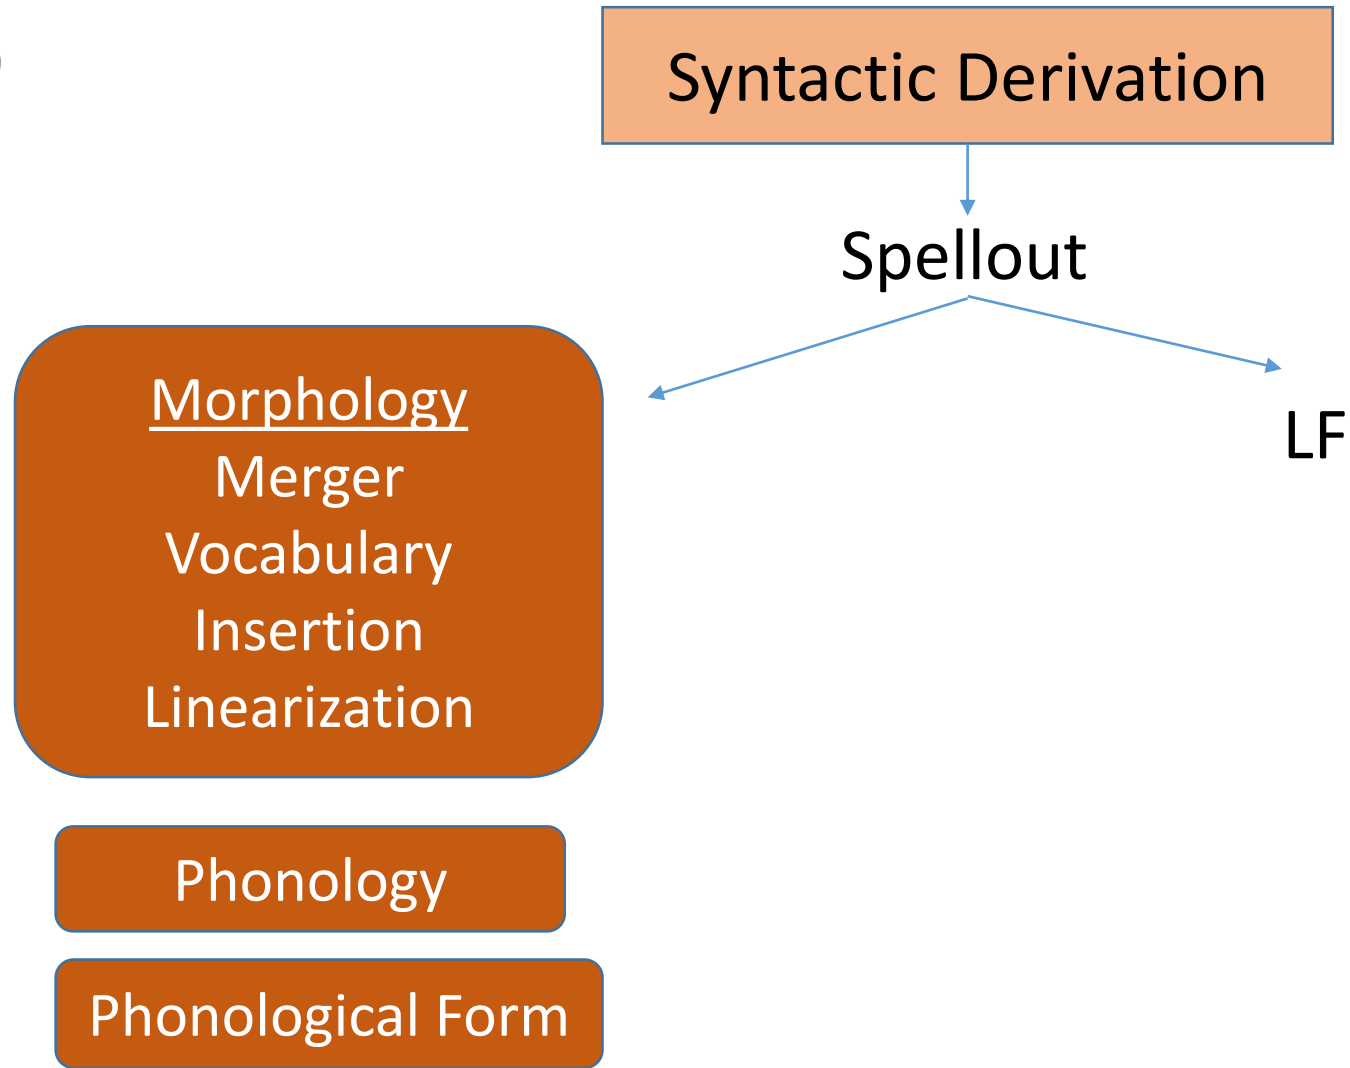 Syntactic Derivation
Spellout
Morphology
Merger
Vocabulary
Insertion
Linearization
LF
Phonology
Phonological Form